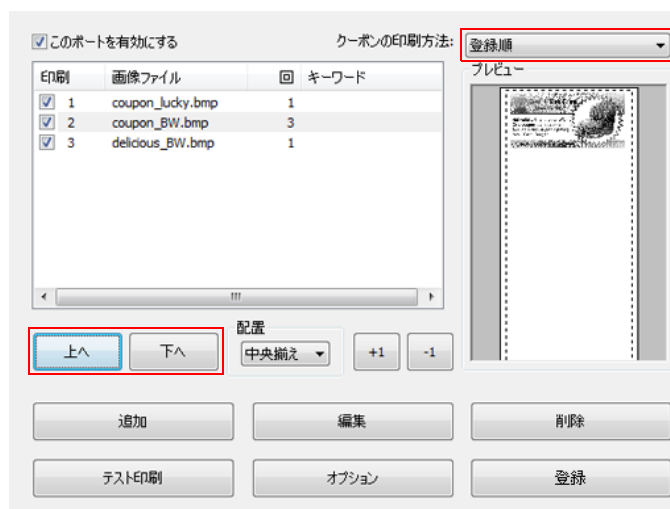 このポートを有効にする クーポンの印刷方法: 登録順
印刷 画像ファイル 回 キーワード
プレビュー
1 coupon_lucky.bmp 1
2 coupon_BW.bmp 3
3 delicious_BW.bmp 1
配置
上へ 下へ 中央揃え +1 -1
追加 編集 削除
テスト印刷 オプション 登録